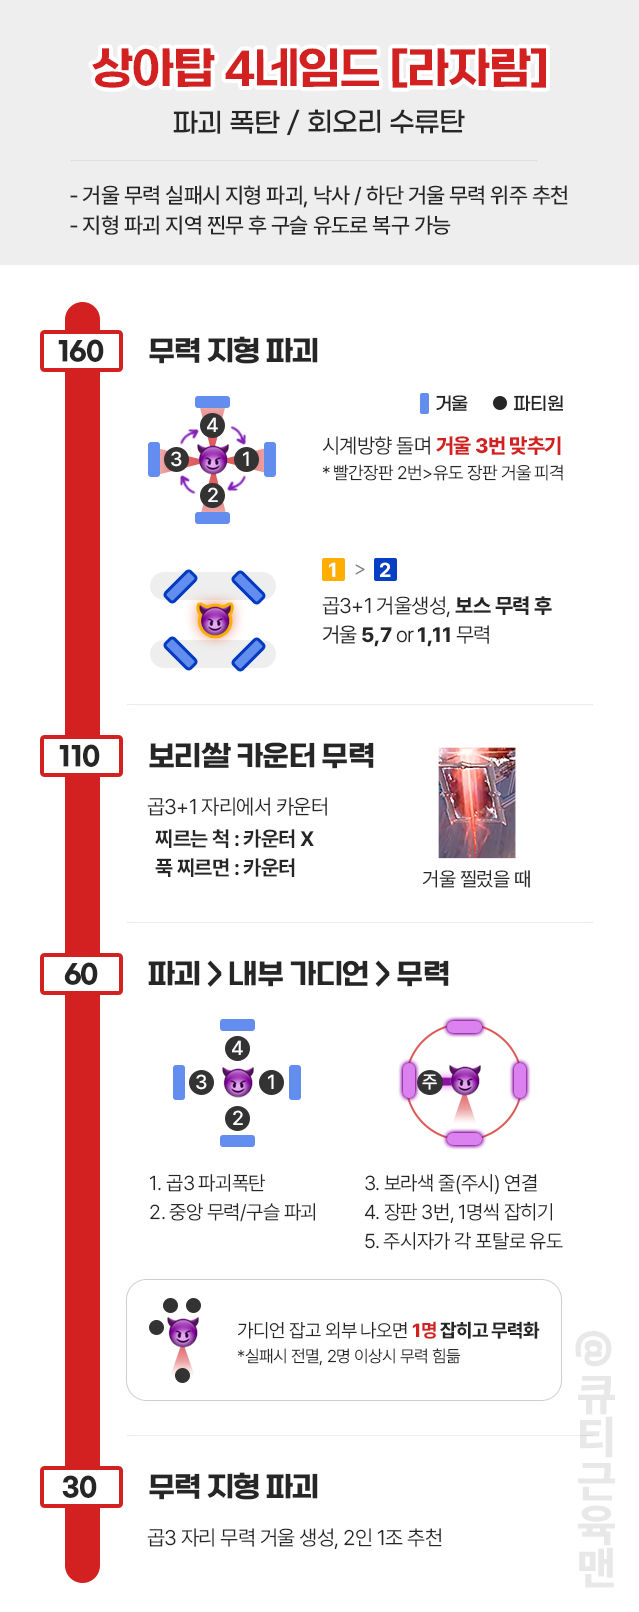 상아탑 4네임드 [라자람]
파괴 폭탄 / 회오리 수류탄
- 거울 무력 실패시 지형 파괴, 낙사 / 하단 거울 무력 위주 추천
- 지형 파괴 지역 찐무 후 구슬 유도로 복구 가능
160
무력 지형 파괴
거울
파티원
4
3
1
2
시계방향 돌며 거울 3번 맞추기
* 빨간장판 2번>유도 장판 거울 피격
1 > 2
곱3+1 거울생성, 보스 무력 후
거울 5,7 or 1,11 무력
110
보리쌀 카운터 무력
곱3+1 자리에서 카운터
찌르는 척 : 카운터 X
푹 찌르면 : 카운터
거울 찔렀을 때
60
파괴 > 내부 가디언 > 무력
4
3
1
2
주
1. 곱3 파괴폭탄
2. 중앙 무력/구슬 파괴
3. 보라색 줄(주시) 연결
4. 장판 3번, 1명씩 잡히기
5. 주시자가 각 포탈로 유도
가디언 잡고 외부 나오면 1명 잡히고 무력화
*실패시 전멸, 2명 이상시 무력 힘듦
30
무력 지형 파괴
곱3 자리 무력 거울 생성, 2인 1조 추천
@큐티근육맨